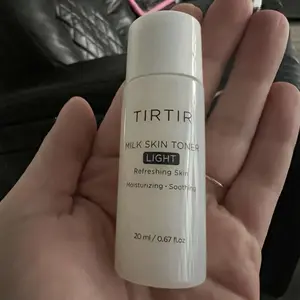 TIRTIR
MILK SKIN TONER
LIGHT
Refreshing Skin
Moisturizing • Soothing
20 ml / 0.67 fl.oz